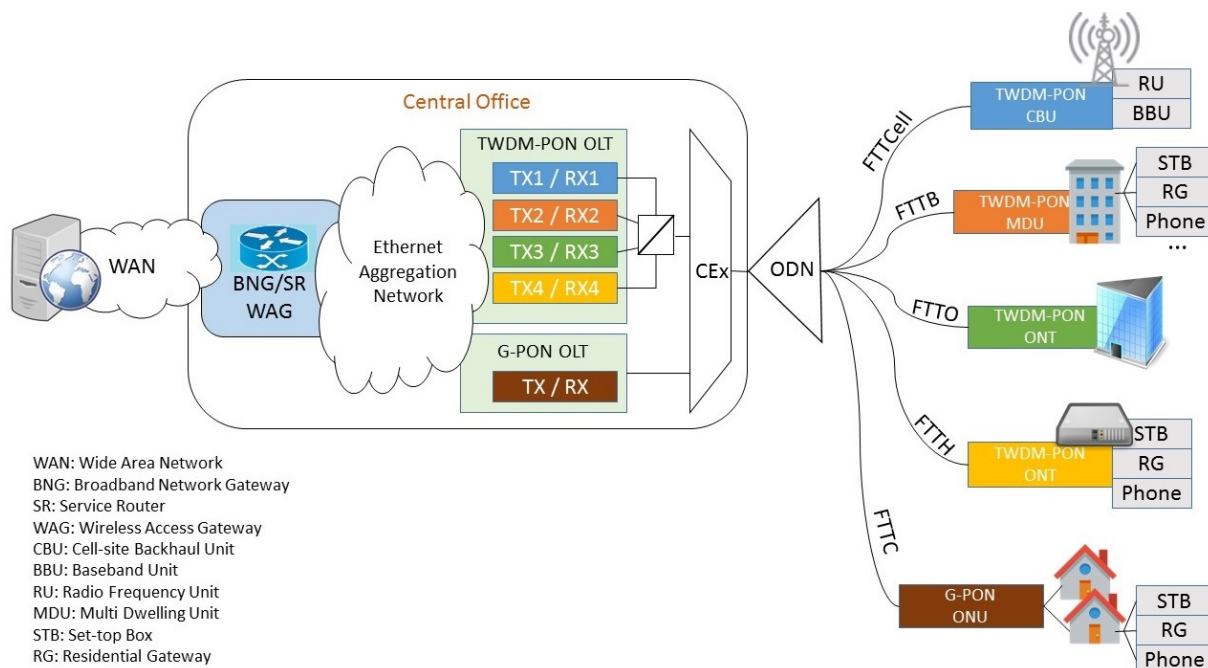 Central Office
WAN
BNG/SR
WAG
Ethernet
Aggregation
Network
TWDM-PON OLT
TX1 / RX1
TX2 / RX2
TX3 / RX3
TX4 / RX4
G-PON OLT
TX / RX
CEx
ODN
FTTCell
TWDM-PON
CBU
RU
BBU
FTTB
TWDM-PON
MDU
STB
RG
Phone
...
FTTO
TWDM-PON
ONT
FTTH
TWDM-PON
ONT
STB
RG
Phone
FTTC
G-PON
ONU
STB
RG
Phone
WAN: Wide Area Network
BNG: Broadband Network Gateway
SR: Service Router
WAG: Wireless Access Gateway
CBU: Cell-site Backhaul Unit
BBU: Baseband Unit
RU: Radio Frequency Unit
MDU: Multi Dwelling Unit
STB: Set-top Box
RG: Residential Gateway